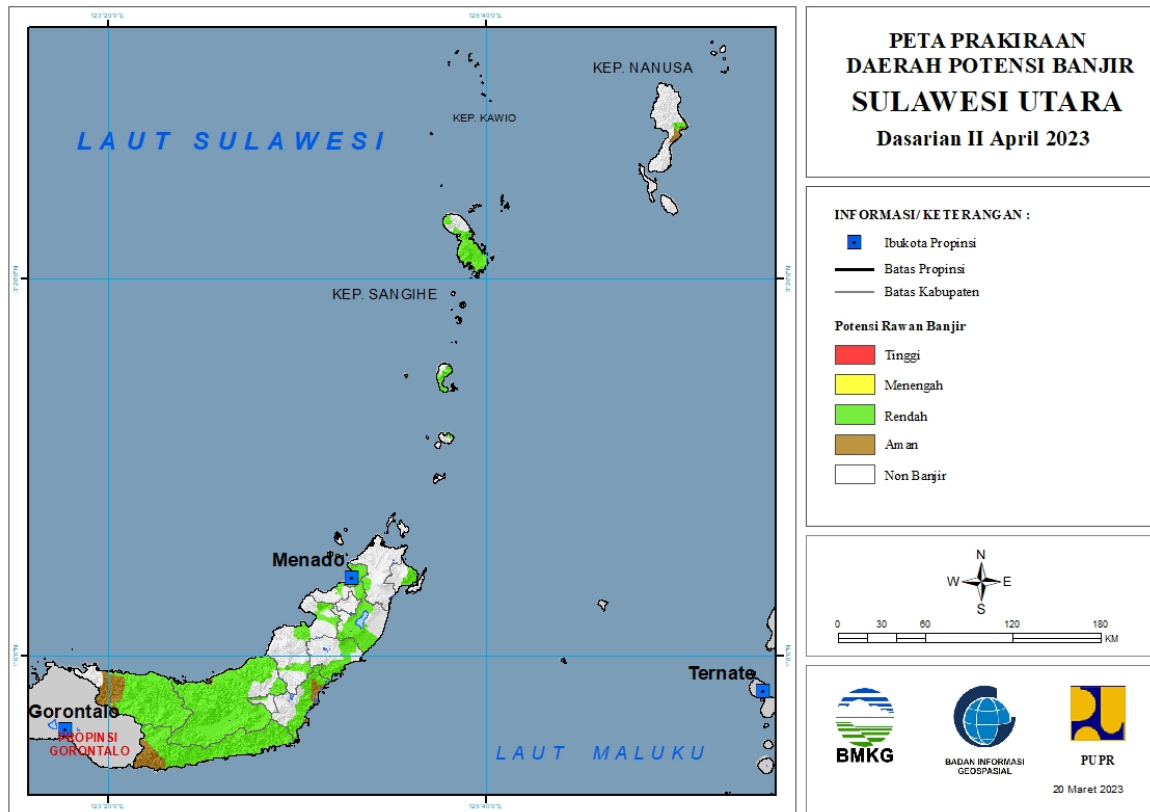 PETA PRAKIRAAN
DAERAH POTENSI BANJIR
SULAWESI UTARA
Dasarian II April 2023
INFORMASI/ KETERANGAN :
Ibukota Propinsi
Batas Propinsi
Batas Kabupaten
Potensi Rawan Banjir
Tinggi
Menengah
Rendah
Aman
Non Banjir
N
W E
S
0 30 60 120 180
KM
BMKG
BADAN INFORMASI
GEOSPASIAL
PUPR
20 Maret 2023
KEP. NANUSA
KEP. KAWIO
LAUT SULAWESI
KEP. SANGIHE
Menado
Ternate
Gorontalo
PROPINSI
GORONTALO
LAUT MALUKU